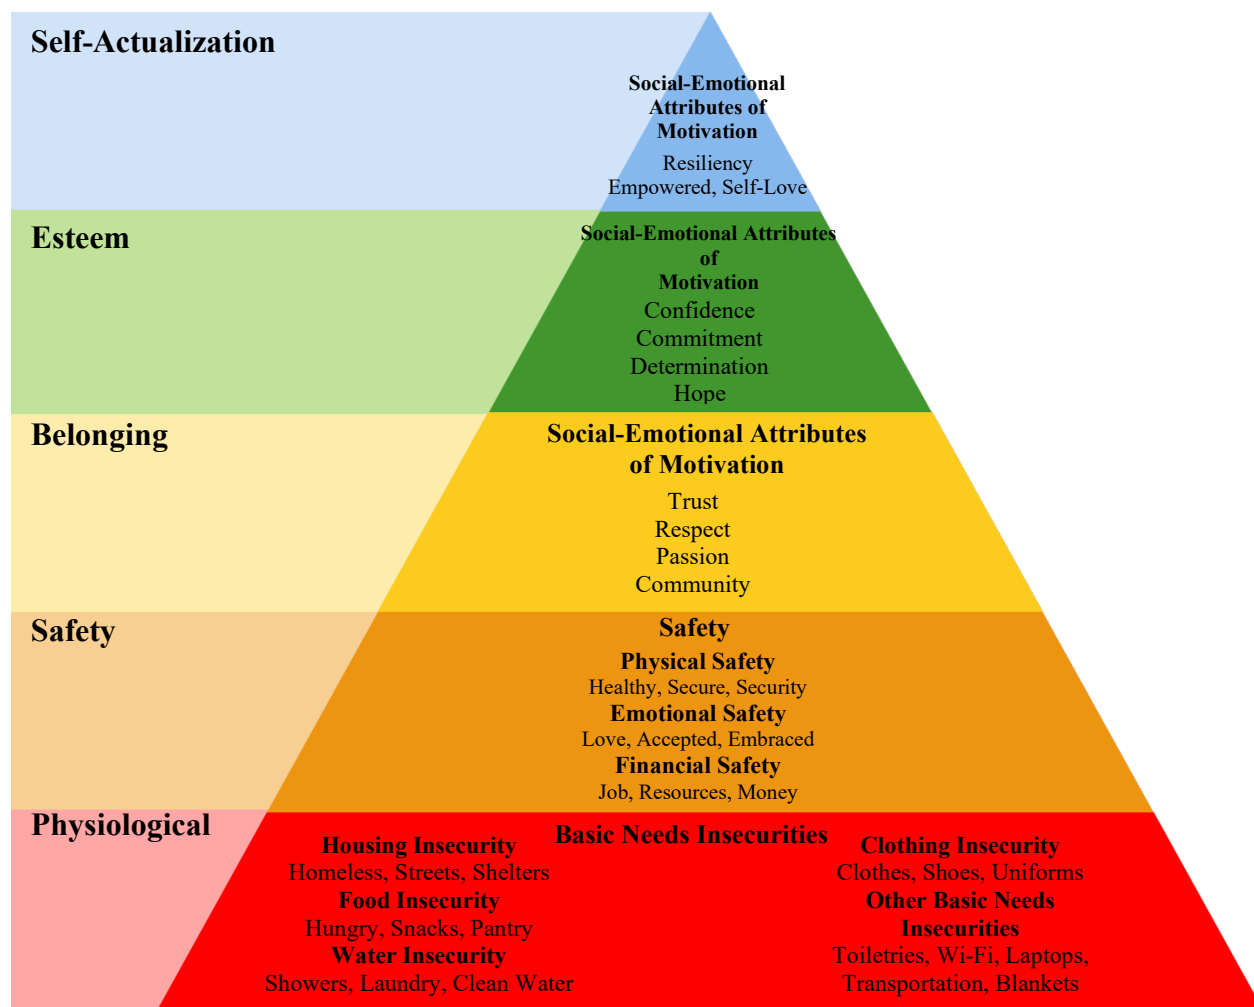 Self-Actualization
Social-Emotional
Attributes of
Motivation
Resiliency
Empowered, Self-Love
Esteem
Social-Emotional Attributes
of
Motivation
Confidence
Commitment
Determination
Hope
Belonging
Social-Emotional Attributes
of Motivation
Trust
Respect
Passion
Community
Safety
Safety
Physical Safety
Healthy, Secure, Security
Emotional Safety
Love, Accepted, Embraced
Financial Safety
Job, Resources, Money
Physiological
Basic Needs Insecurities
Housing Insecurity
Homeless, Streets, Shelters
Food Insecurity
Hungry, Snacks, Pantry
Water Insecurity
Showers, Laundry, Clean Water
Clothing Insecurity
Clothes, Shoes, Uniforms
Other Basic Needs
Insecurities
Toiletries, Wi-Fi, Laptops,
Transportation, Blankets